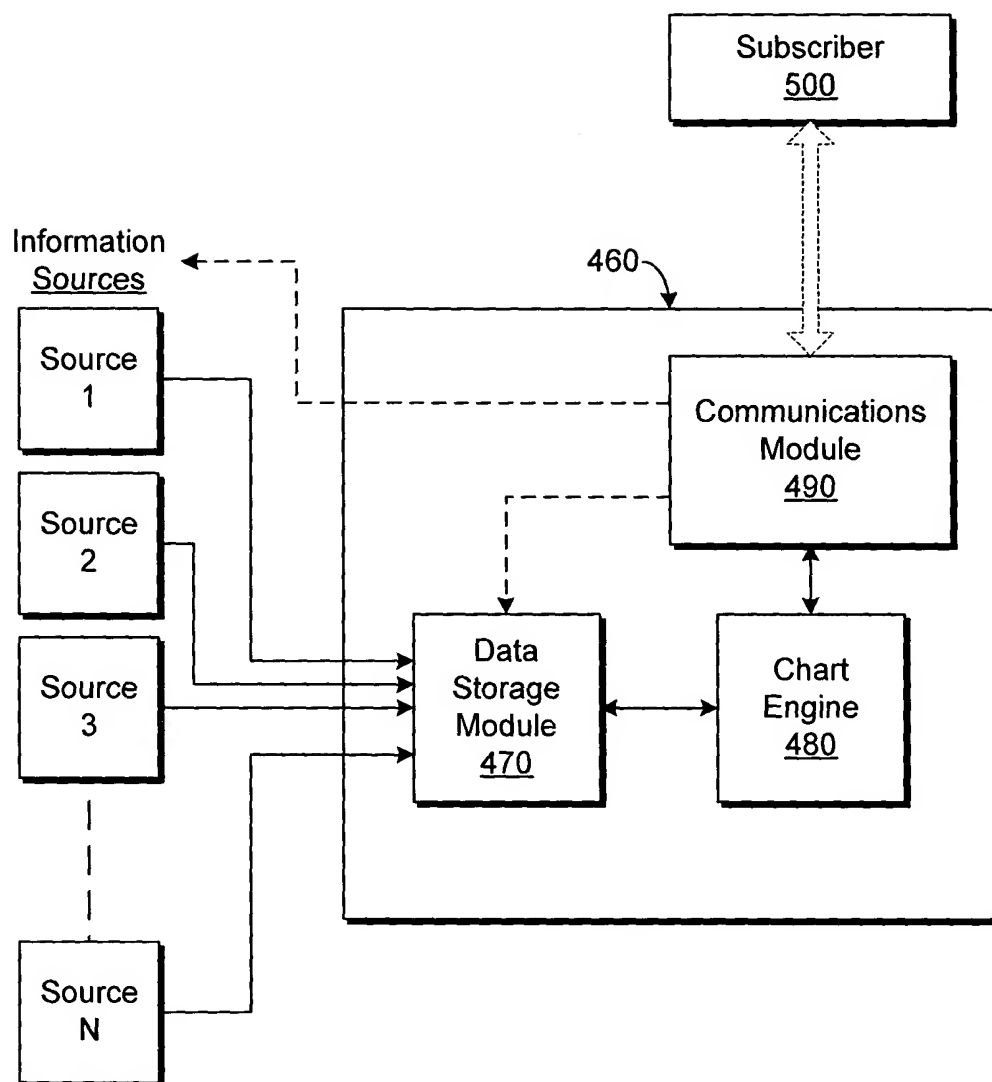 Subscriber
500
Information
Sources
460
Source
1
Communications
Module
490
Source
2
Source
3
Data
Storage
Module
470
Chart
Engine
480
Source
N